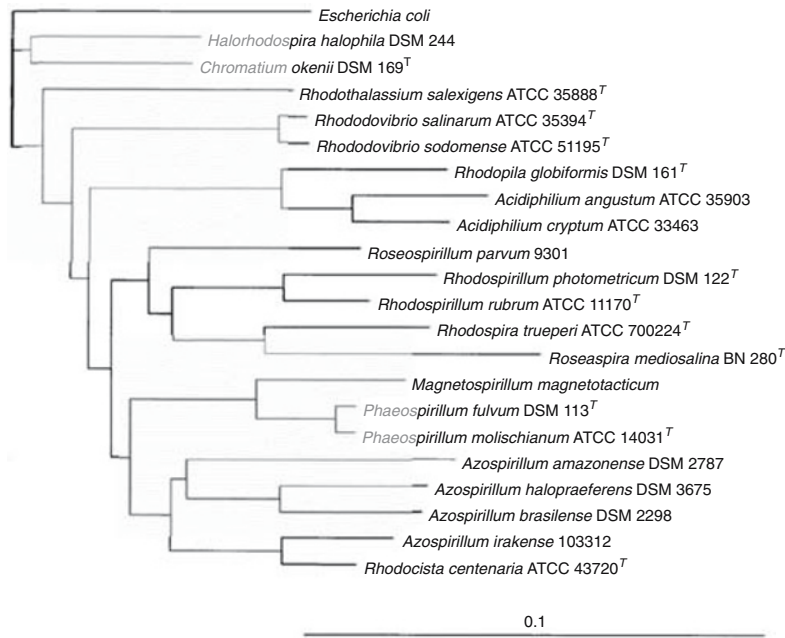 Escherichia coli
Halorhodospira halophila DSM 244
Chromatium okenii DSM 169T
Rhodothalassium salexigens ATCC 35888T
Rhododovibrio salinarum ATCC 35394T
Rhododovibrio sodomense ATCC 51195T
Rhodopila globiformis DSM 161T
Acidiphilium angustum ATCC 35903
Acidiphilium cryptum ATCC 33463
Roseospirillum parvum 9301
Rhodospirillum photometricum DSM 122T
Rhodospirillum rubrum ATCC 11170T
Rhodospira trueperi ATCC 700224T
Roseaspira mediosalina BN 280T
Magnetospirillum magnetotacticum
Phaeospirillum fulvum DSM 113T
Phaeospirillum molischianum ATCC 14031T
Azospirillum amazonense DSM 2787
Azospirillum halopraeferens DSM 3675
Azospirillum brasilense DSM 2298
Azospirillum irakense 103312
Rhodocista centenaria ATCC 43720T
0.1